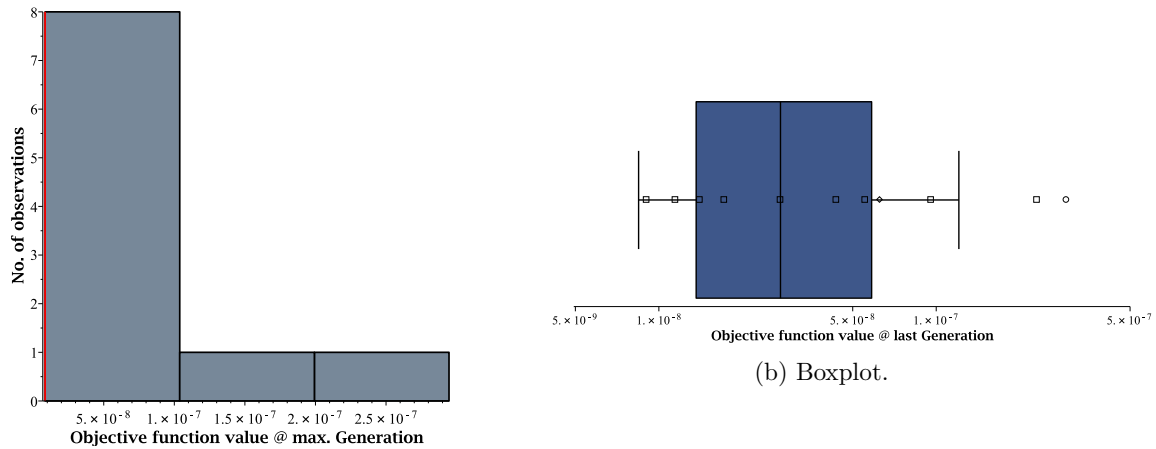 8
7
6
5
4
3
2
1
0
No. of observations
5. × 10⁻⁸ 1. × 10⁻⁷ 1.5 × 10⁻⁷ 2. × 10⁻⁷ 2.5 × 10⁻⁷
Objective function value @ max. Generation
5. × 10⁻⁹ 1. × 10⁻⁸ 5. × 10⁻⁸ 1. × 10⁻⁷ 5. × 10⁻⁷
Objective function value @ last Generation
(b) Boxplot.